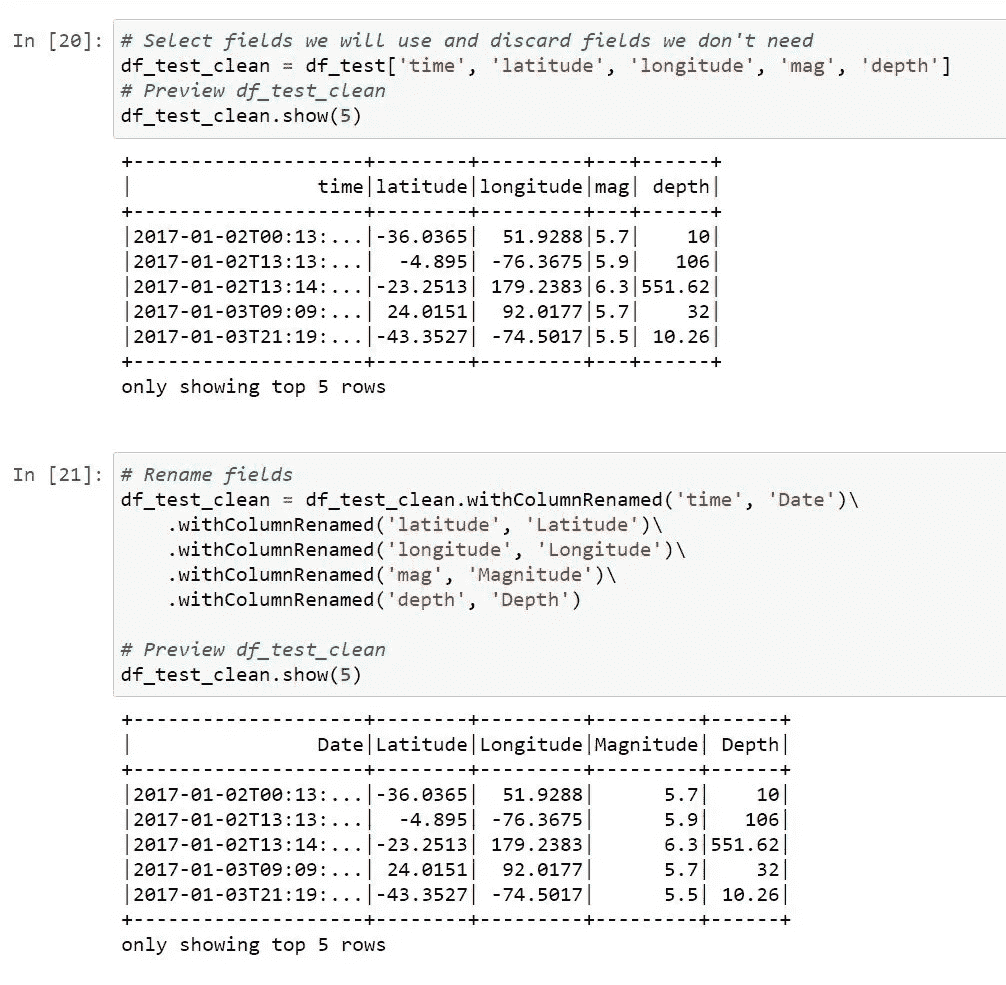 In [20]: # Select fields we will use and discard fields we don't need
df_test_clean = df_test['time', 'latitude', 'longitude', 'mag', 'depth']
# Preview df_test_clean
df_test_clean.show(5)
+--------------------+--------+---------+---+------+
|                time|latitude|longitude|mag| depth|
+--------------------+--------+---------+---+------+
|2017-01-02T00:13:...|-36.0365|  51.9288|5.7|    10|
|2017-01-02T13:13:...|  -4.895| -76.3675|5.9|   106|
|2017-01-02T13:14:...|-23.2513| 179.2383|6.3|551.62|
|2017-01-03T09:09:...| 24.0151|  92.0177|5.7|    32|
|2017-01-03T21:19:...|-43.3527| -74.5017|5.5| 10.26|
+--------------------+--------+---------+---+------+
only showing top 5 rows
In [21]: # Rename fields
df_test_clean = df_test_clean.withColumnRenamed('time', 'Date')\
    .withColumnRenamed('latitude', 'Latitude')\
    .withColumnRenamed('longitude', 'Longitude')\
    .withColumnRenamed('mag', 'Magnitude')\
    .withColumnRenamed('depth', 'Depth')
# Preview df_test_clean
df_test_clean.show(5)
+--------------------+--------+---------+---------+------+
|                Date|Latitude|Longitude|Magnitude| Depth|
+--------------------+--------+---------+---------+------+
|2017-01-02T00:13:...|-36.0365|  51.9288|      5.7|    10|
|2017-01-02T13:13:...|  -4.895| -76.3675|      5.9|   106|
|2017-01-02T13:14:...|-23.2513| 179.2383|      6.3|551.62|
|2017-01-03T09:09:...| 24.0151|  92.0177|      5.7|    32|
|2017-01-03T21:19:...|-43.3527| -74.5017|      5.5| 10.26|
+--------------------+--------+---------+---------+------+
only showing top 5 rows